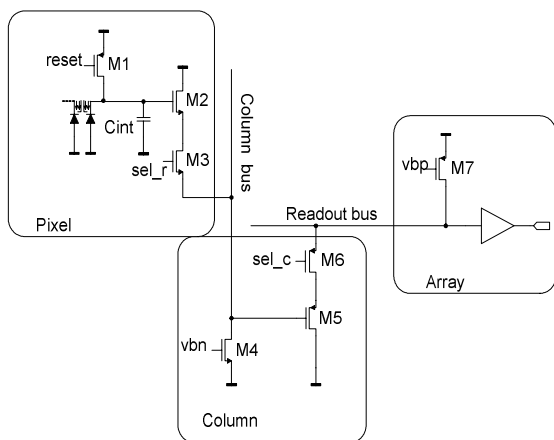 reset
M1
M2
Cint
M3
sel_r
Pixel
Column bus
Readout bus
vbp
M7
Array
sel_c
M6
M5
vbn
M4
Column